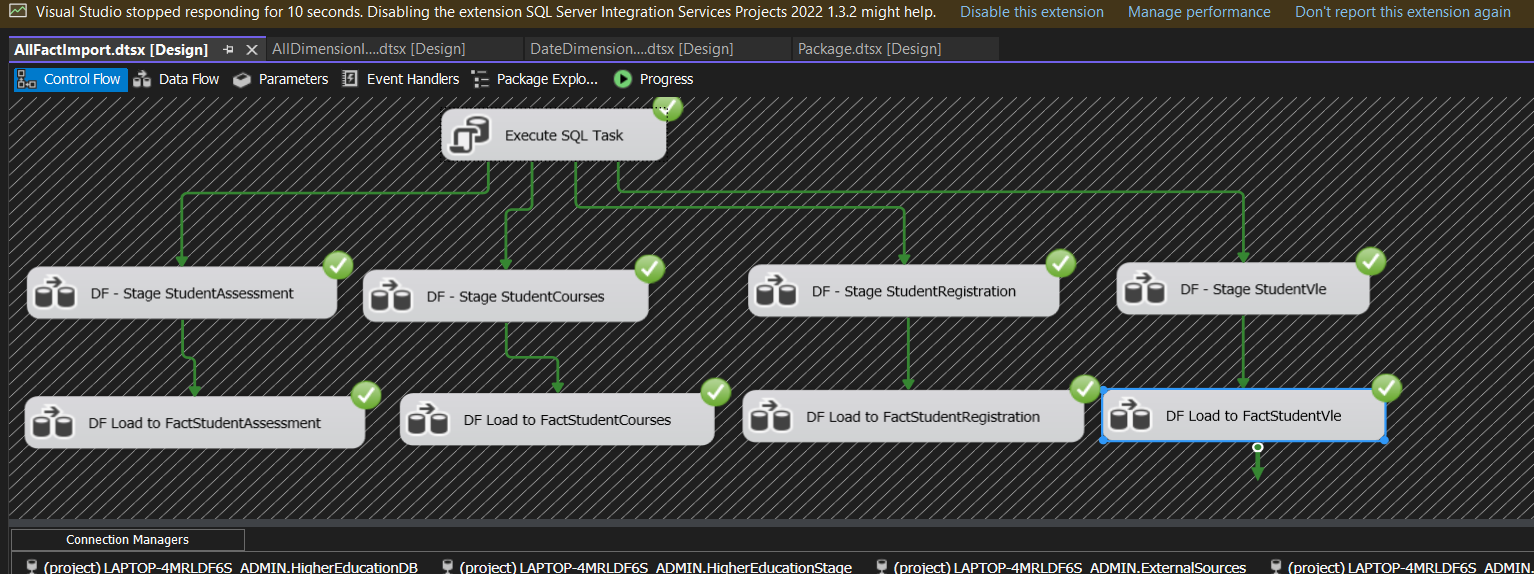 Visual Studio stopped responding for 10 seconds. Disabling the extension SQL Server Integration Services Projects 2022 1.3.2 might help. Disable this extension Manage performance Don't report this extension again
AllFactImport.dtsx [Design] AllDimensionI....dtsx [Design] DateDimension....dtsx [Design] Package.dtsx [Design]
Control Flow Data Flow Parameters Event Handlers Package Explo... Progress
Execute SQL Task
DF - Stage StudentAssessment DF - Stage StudentCourses DF - Stage StudentRegistration DF - Stage StudentVle
DF Load to FactStudentAssessment DF Load to FactStudentCourses DF Load to FactStudentRegistration DF Load to FactStudentVle
Connection Managers
(project) LAPTOP-4MRLDF6S_ADMIN.HigherEducationDB (project) LAPTOP-4MRLDF6S_ADMIN.HigherEducationStage (project) LAPTOP-4MRLDF6S_ADMIN.ExternalSources (project) LAPTOP-4MRLDF6S_ADMIN.